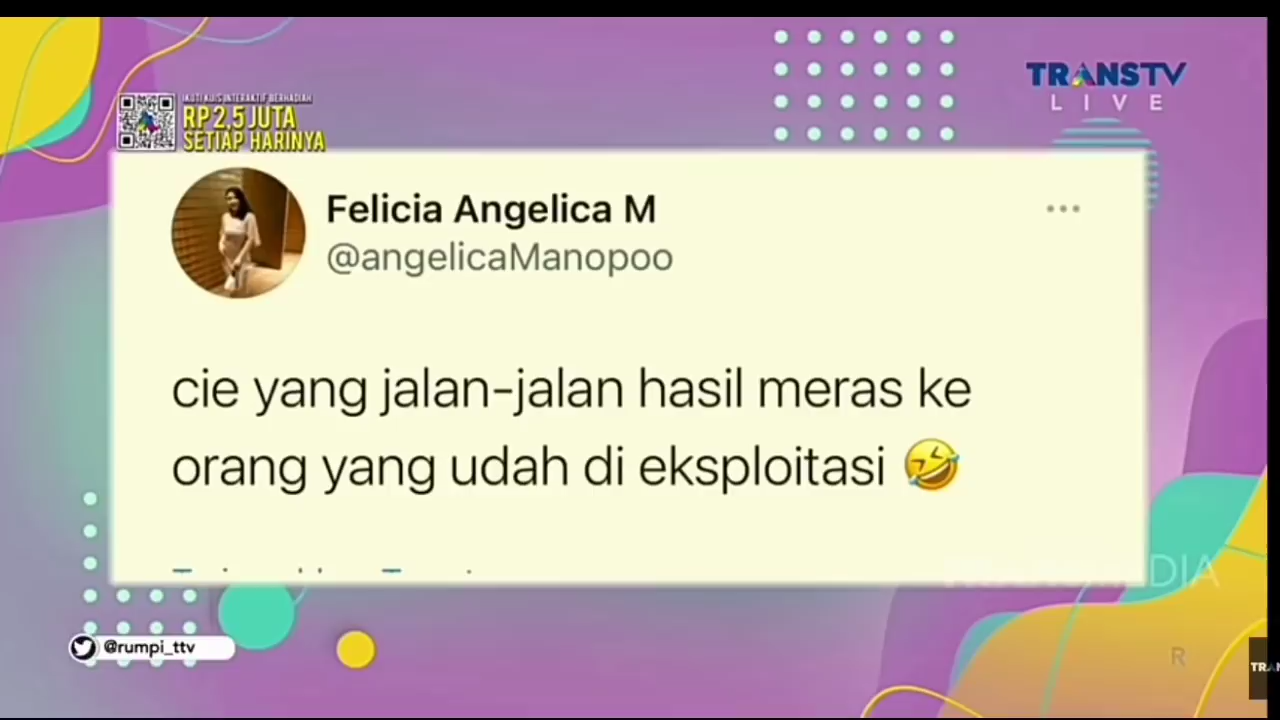 TRANSTV
LIVE
IKUTI KUIS INTERAKTIF BERHADIAH
RP 2,5 JUTA
SETIAP HARINYA
Felicia Angelica M
@angelicaManopoo
cie yang jalan-jalan hasil meras ke
orang yang udah di eksploitasi 🤣
@rumpi_ttv
R